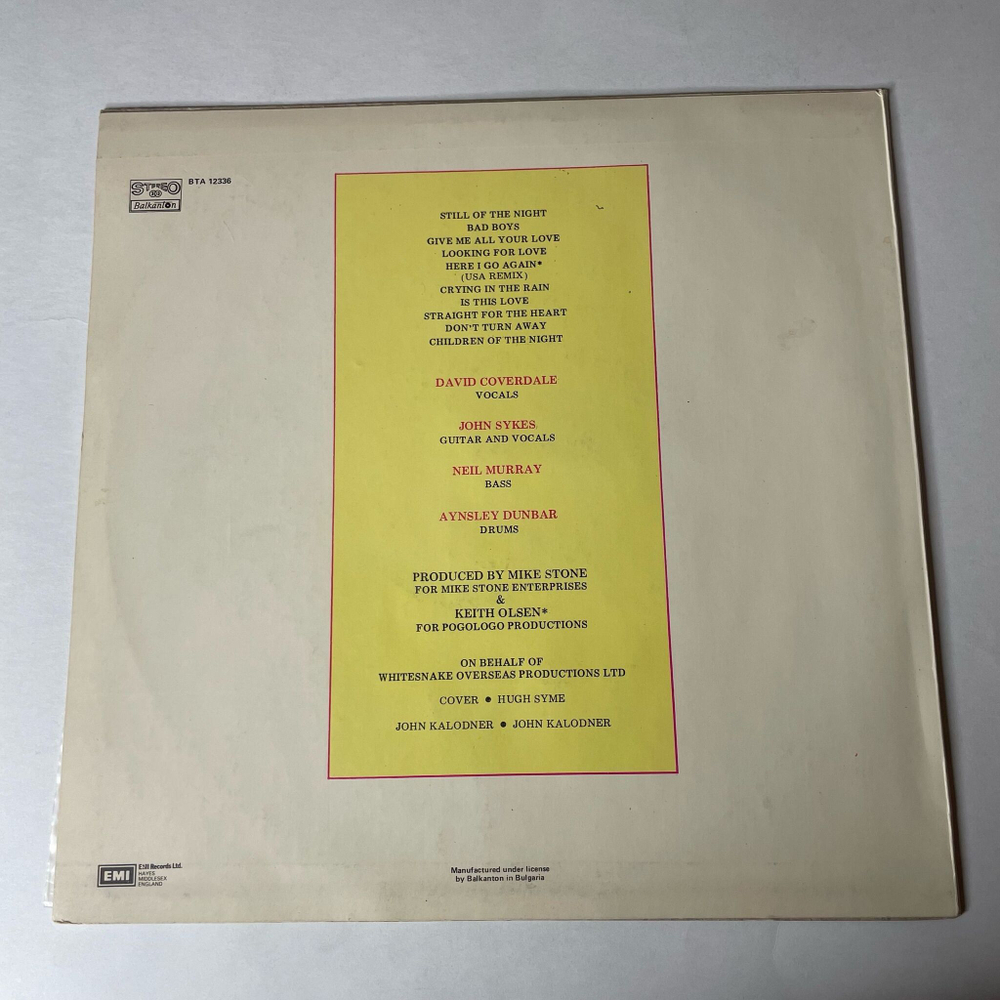 STEREO
Balkanton
BTA 12336
STILL OF THE NIGHT
BAD BOYS
GIVE ME ALL YOUR LOVE
LOOKING FOR LOVE
HERE I GO AGAIN*
(USA REMIX)
CRYING IN THE RAIN
IS THIS LOVE
STRAIGHT FOR THE HEART
DON'T TURN AWAY
CHILDREN OF THE NIGHT
DAVID COVERDALE
VOCALS
JOHN SYKES
GUITAR AND VOCALS
NEIL MURRAY
BASS
AYNSLEY DUNBAR
DRUMS
PRODUCED BY MIKE STONE
FOR MIKE STONE ENTERPRISES
&
KEITH OLSEN*
FOR POGOLOGO PRODUCTIONS
ON BEHALF OF
WHITESNAKE OVERSEAS PRODUCTIONS LTD
COVER ● HUGH SYME
JOHN KALODNER ● JOHN KALODNER
EMI
EMI Records Ltd.
HAYES
MIDDLESEX
ENGLAND
Manufactured under license
by Balkanton in Bulgaria